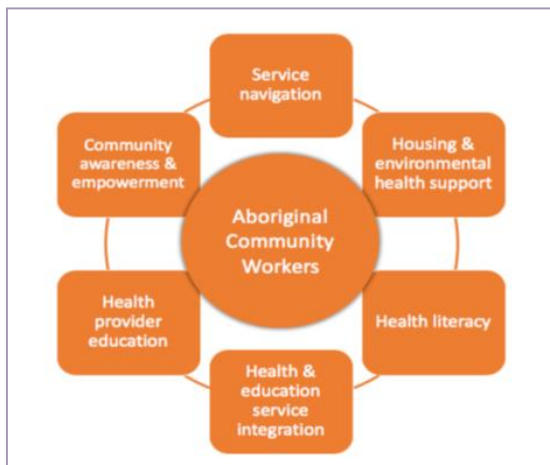 Service
navigation
Housing &
environmental
health support
Health literacy
Health &
education
service
integration
Health
provider
education
Community
awareness &
empowerment
Aboriginal
Community
Workers